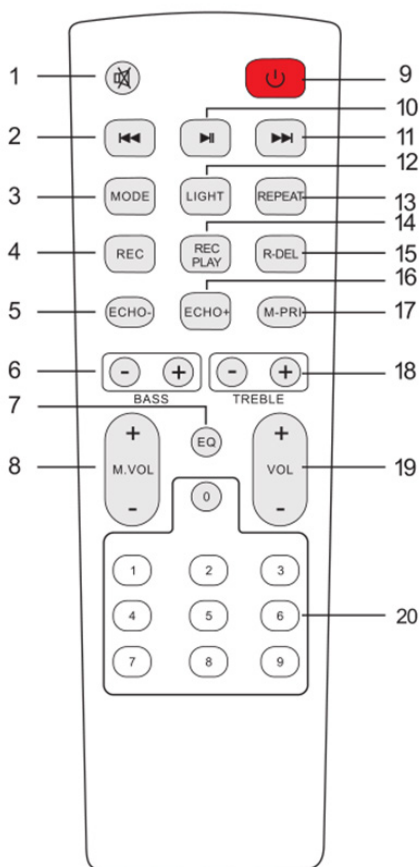 1 9
10
2 11
12
MODE LIGHT REPEAT
3 13
14
4 REC REC PLAY R-DEL 15
16
5 ECHO- ECHO+ M-PRI 17
6 - + - + 18
BASS TREBLE
7 EQ
+ +
8 M.VOL VOL 19
- -
0
1 2 3
4 5 6 20
7 8 9